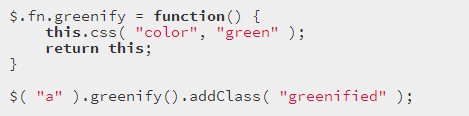 $.fn.greenify = function() {
    this.css( "color", "green" );
    return this;
}

$( "a" ).greenify().addClass( "greenified" );